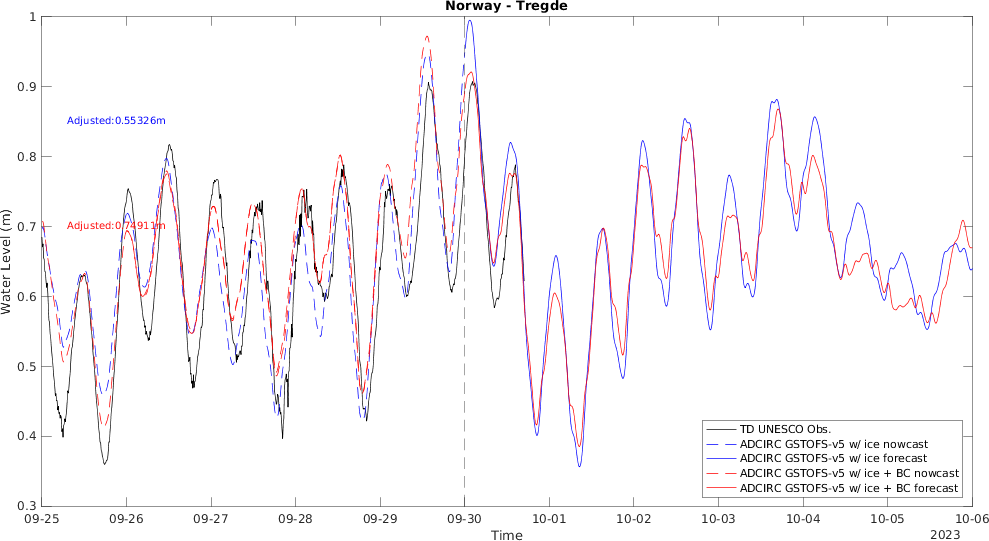 Norway - Tregde
1
0.9
0.8
0.7
0.6
0.5
0.4
0.3
Water Level (m)
Adjusted:0.55326m
Adjusted:0.74911m
TD UNESCO Obs.
ADCIRC GSTOFS-v5 w/ ice nowcast
ADCIRC GSTOFS-v5 w/ ice forecast
ADCIRC GSTOFS-v5 w/ ice + BC nowcast
ADCIRC GSTOFS-v5 w/ ice + BC forecast
09-25 09-26 09-27 09-28 09-29 09-30 10-01 10-02 10-03 10-04 10-05 10-06
Time
2023